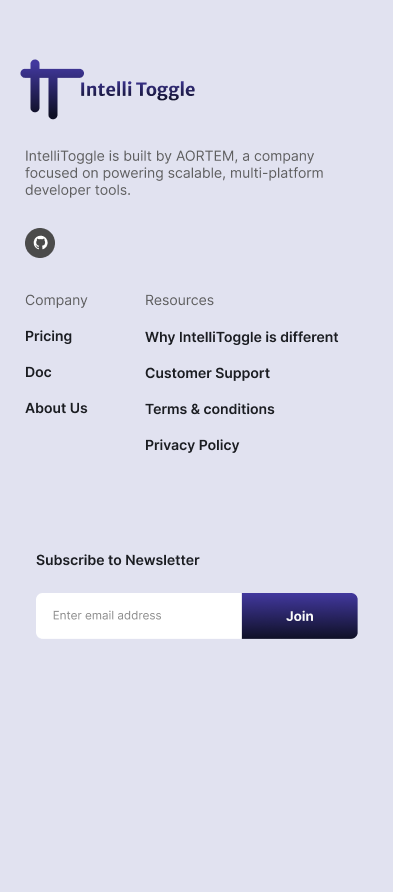 Intelli Toggle
IntelliToggle is built by AORTEM, a company
focused on powering scalable, multi-platform
developer tools.
Company
Pricing
Doc
About Us
Resources
Why IntelliToggle is different
Customer Support
Terms & conditions
Privacy Policy
Subscribe to Newsletter
Enter email address
Join